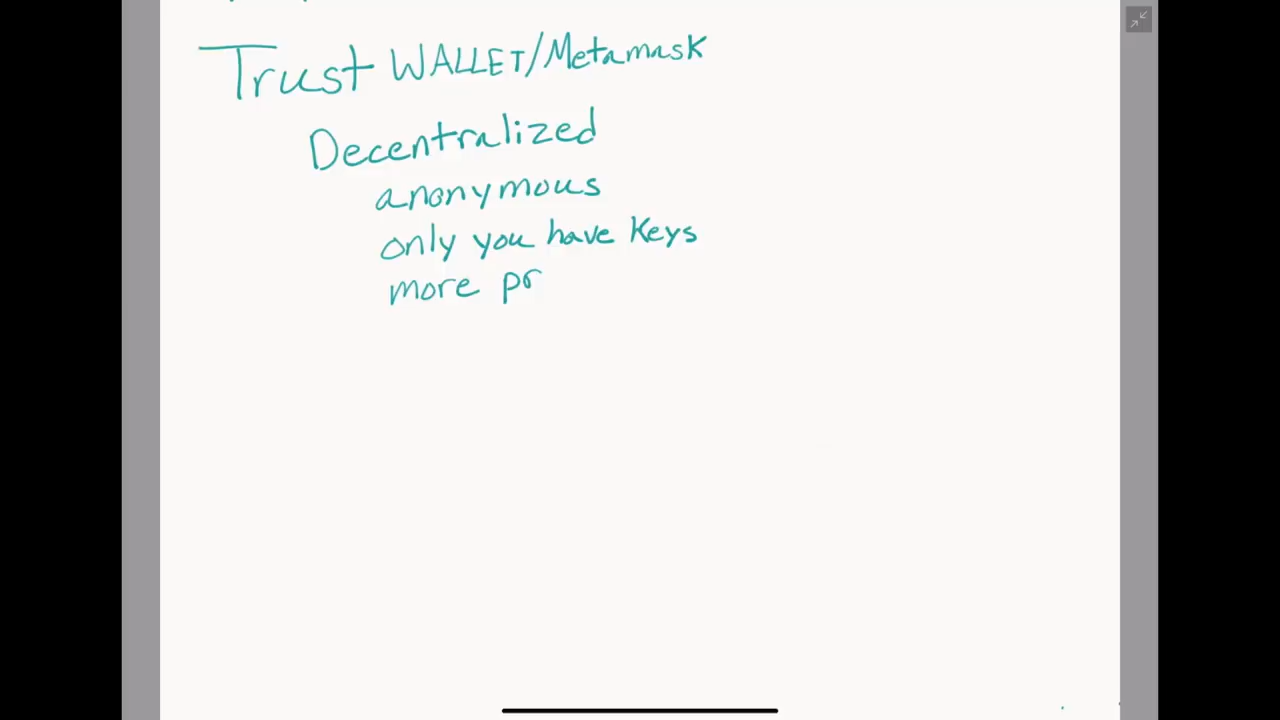 Trust WALLET/Metamask
Decentralized
anonymous
only you have keys
more pr